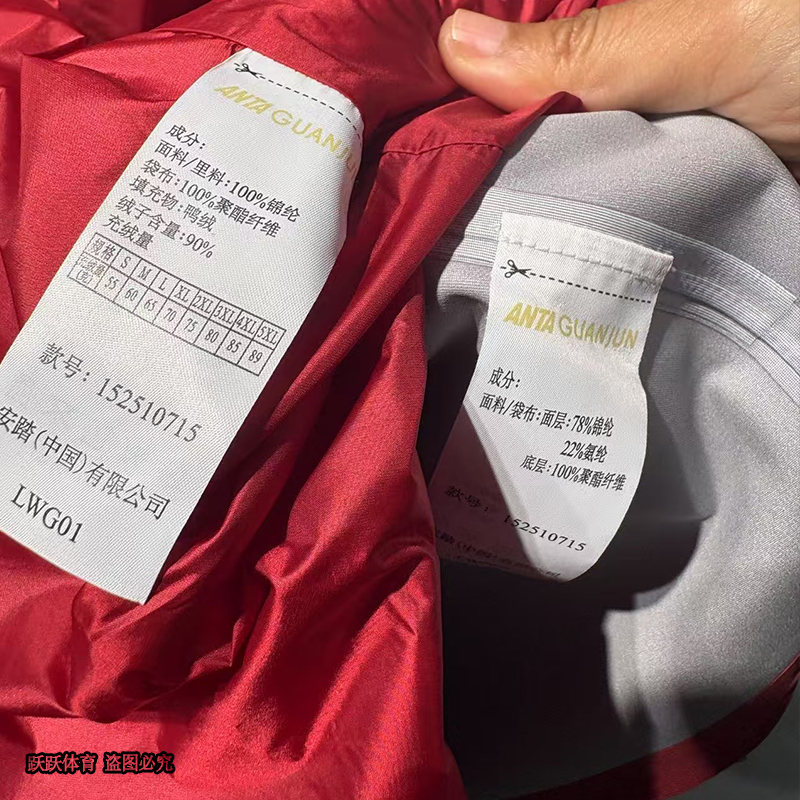 ANTA GUANJUN
成分:
面料/里料:100%锦纶
袋布:100%聚酯纤维
填充物:鸭绒
绒子含量:90%
充绒量
规格 S M L XL 2XL 3XL 4XL 5XL
充绒量(克) 55 60 65 70 75 80 85 89
款号: 152510715
安踏(中国)有限公司
LWG01
ANTA GUANJUN
成分:
面料/袋布:面层:78%锦纶
22%氨纶
底层:100%聚酯纤维
款号: 152510715
跃跃体育 盗图必究